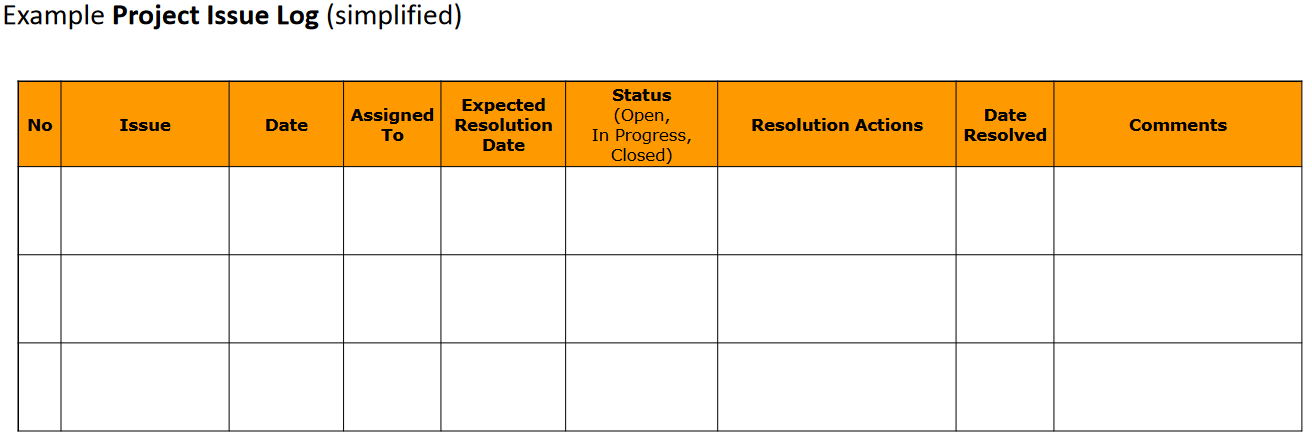 Example Project Issue Log (simplified)
No
Issue
Date
Assigned
To
Expected
Resolution
Date
Status
(Open,
In Progress,
Closed)
Resolution Actions
Date
Resolved
Comments